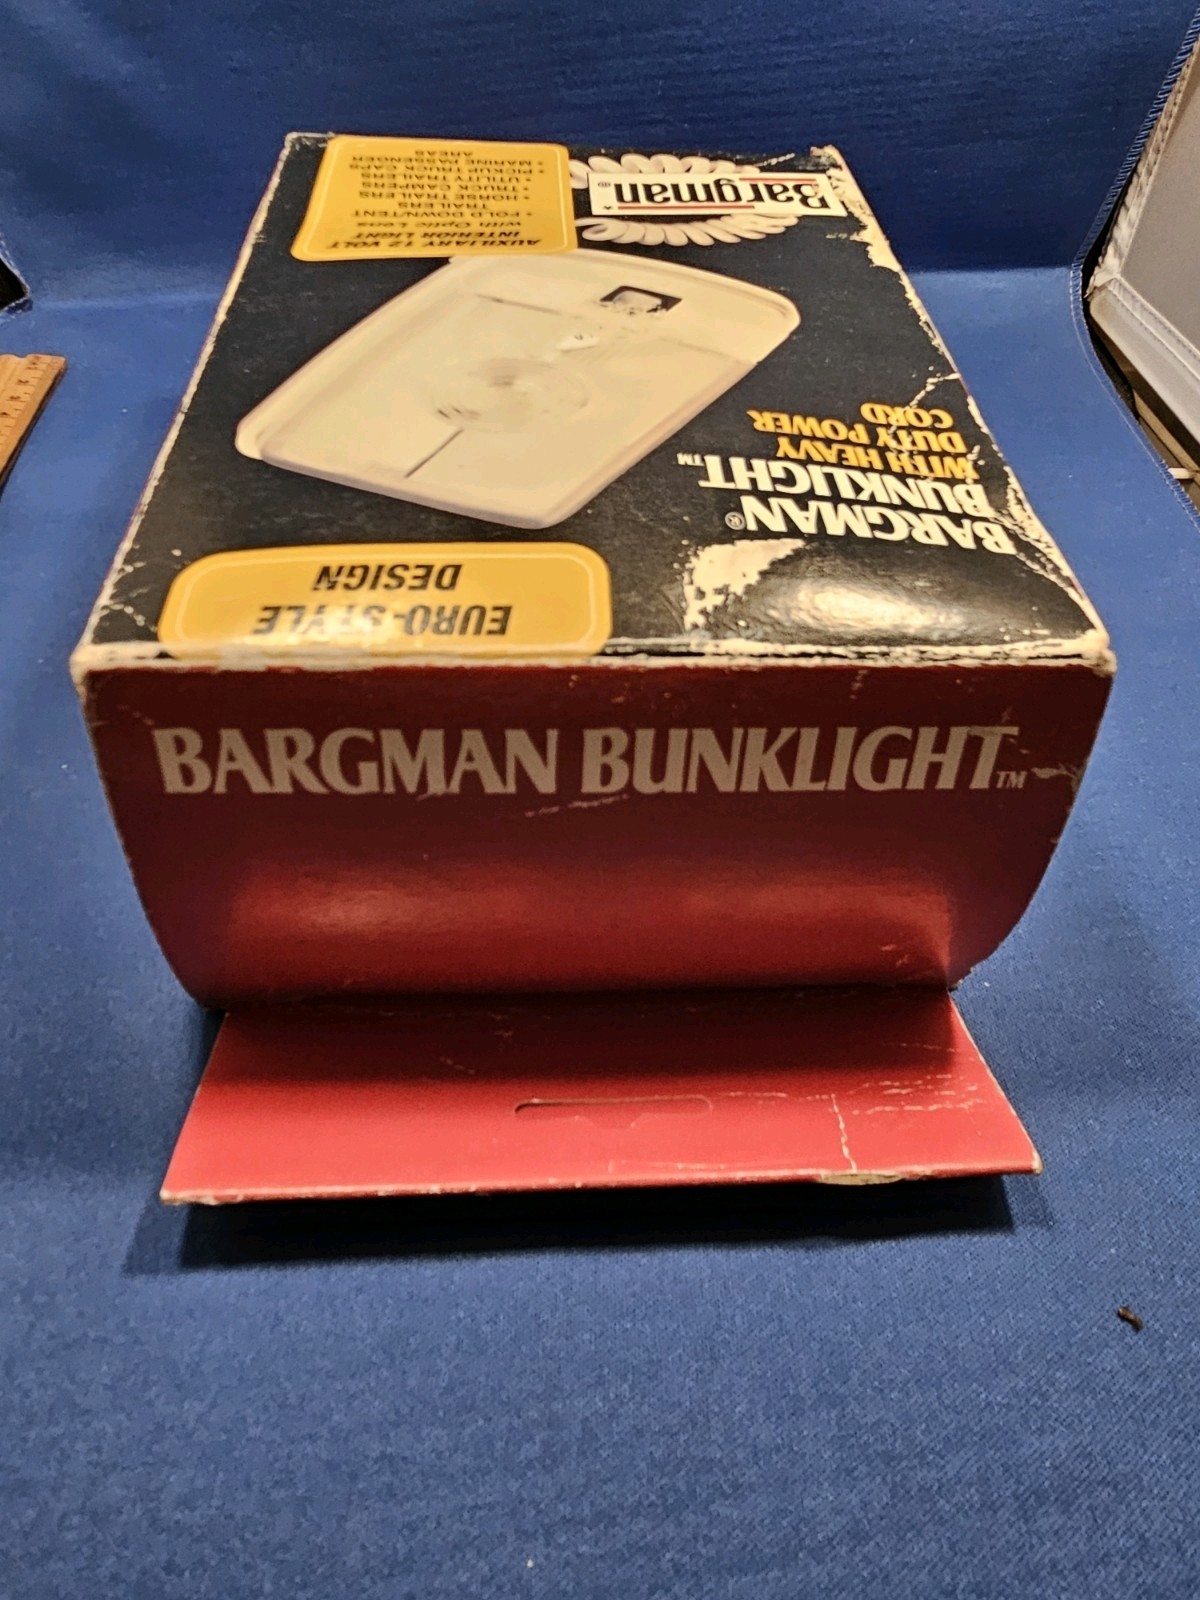 BARGMAN BUNKLIGHT™
EURO-STYLE
DESIGN
BARGMAN®
BUNKLIGHT™
WITH HEAVY
DUTY POWER
CORD
Bargman®
AUXILIARY 12 VOLT
INTERIOR LIGHT
with Optic Lens
• FOLD DOWN/TENT
TRAILERS
• HORSE TRAILERS
• TRUCK CAMPERS
• UTILITY TRAILERS
• PICKUP TRUCK CAPS
• MARINE PASSENGER
AREAS